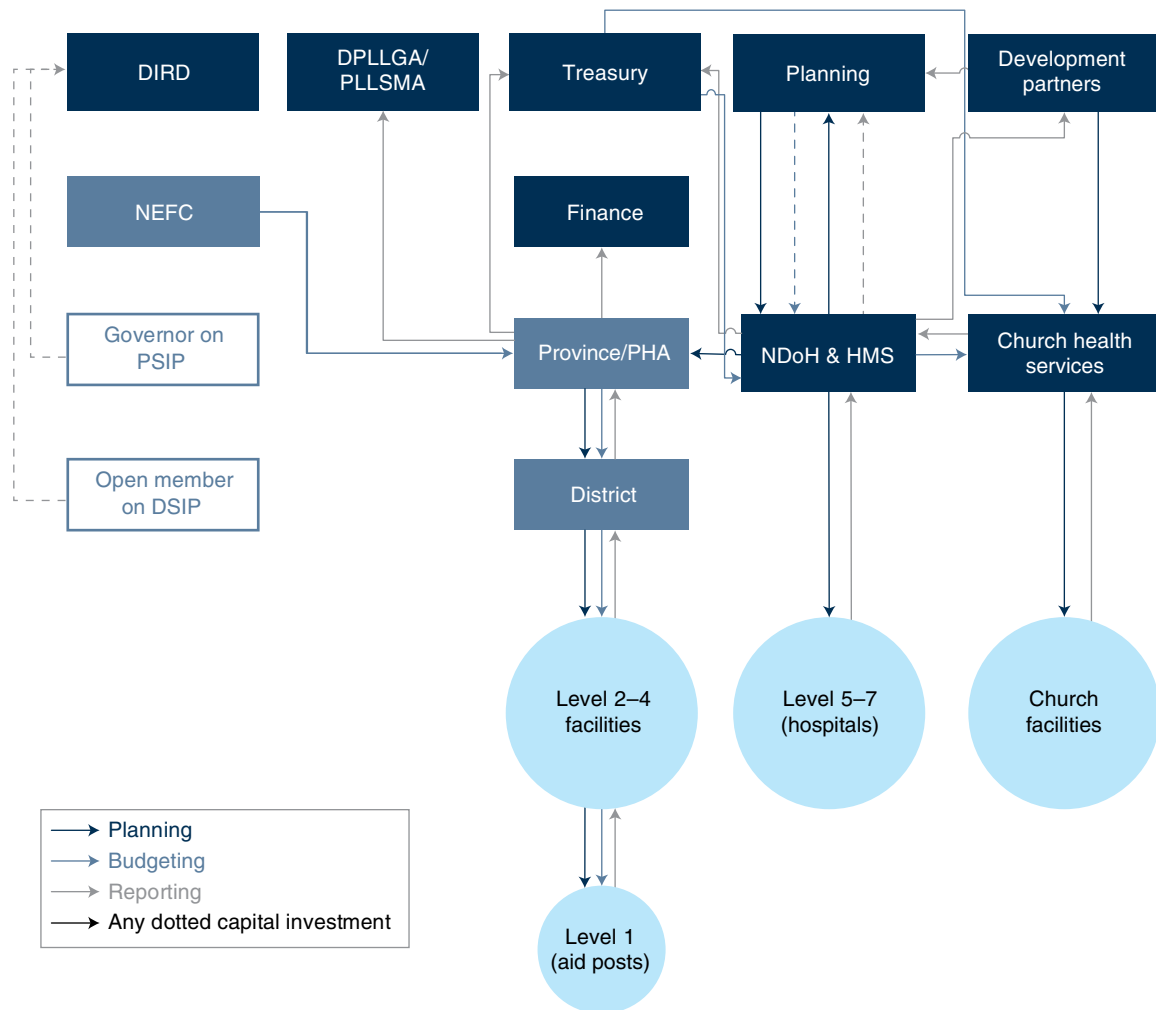 DIRD
DPLLGA/
PLLSMA
Treasury
Planning
Development
partners
NEFC
Finance
Governor on
PSIP
Province/PHA
NDoH & HMS
Church health
services
Open member
on DSIP
District
Level 2–4
facilities
Level 5–7
(hospitals)
Church
facilities
Planning
Budgeting
Reporting
Any dotted capital investment
Level 1
(aid posts)